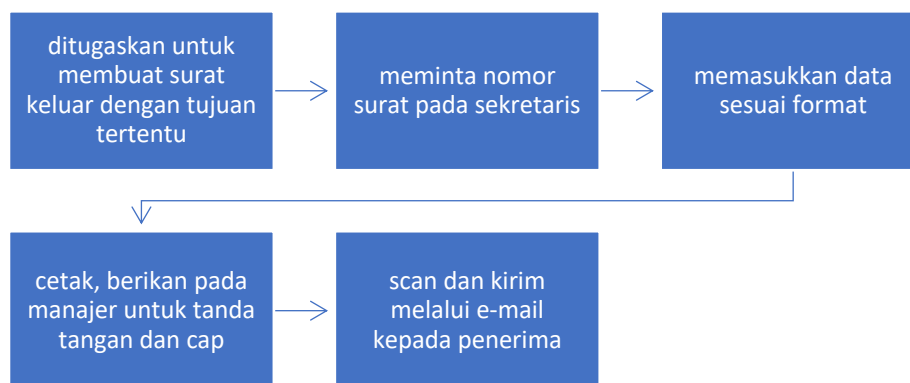 ditugaskan untuk
membuat surat
keluar dengan tujuan
tertentu
meminta nomor
surat pada sekretaris
memasukkan data
sesuai format
cetak, berikan pada
manajer untuk tanda
tangan dan cap
scan dan kirim
melalui e-mail
kepada penerima